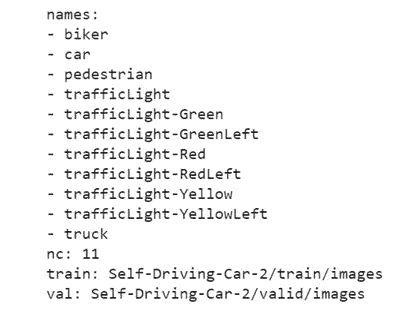 names:
- biker
- car
- pedestrian
- trafficLight
- trafficLight-Green
- trafficLight-GreenLeft
- trafficLight-Red
- trafficLight-RedLeft
- trafficLight-Yellow
- trafficLight-YellowLeft
- truck
nc: 11
train: Self-Driving-Car-2/train/images
val: Self-Driving-Car-2/valid/images